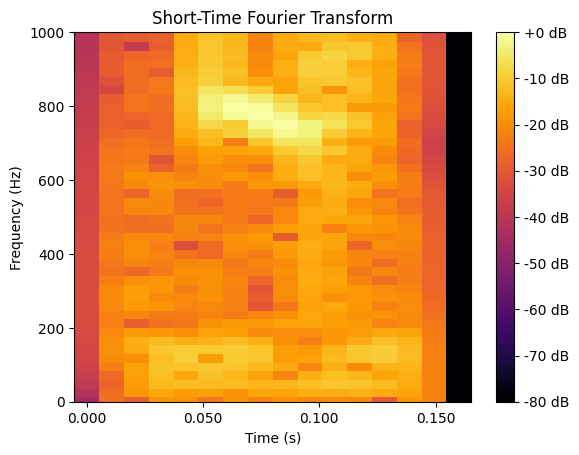 Short-Time Fourier Transform
1000
800
600
400
200
0
Frequency (Hz)
0.000
0.050
0.100
0.150
Time (s)
+0 dB
-10 dB
-20 dB
-30 dB
-40 dB
-50 dB
-60 dB
-70 dB
-80 dB